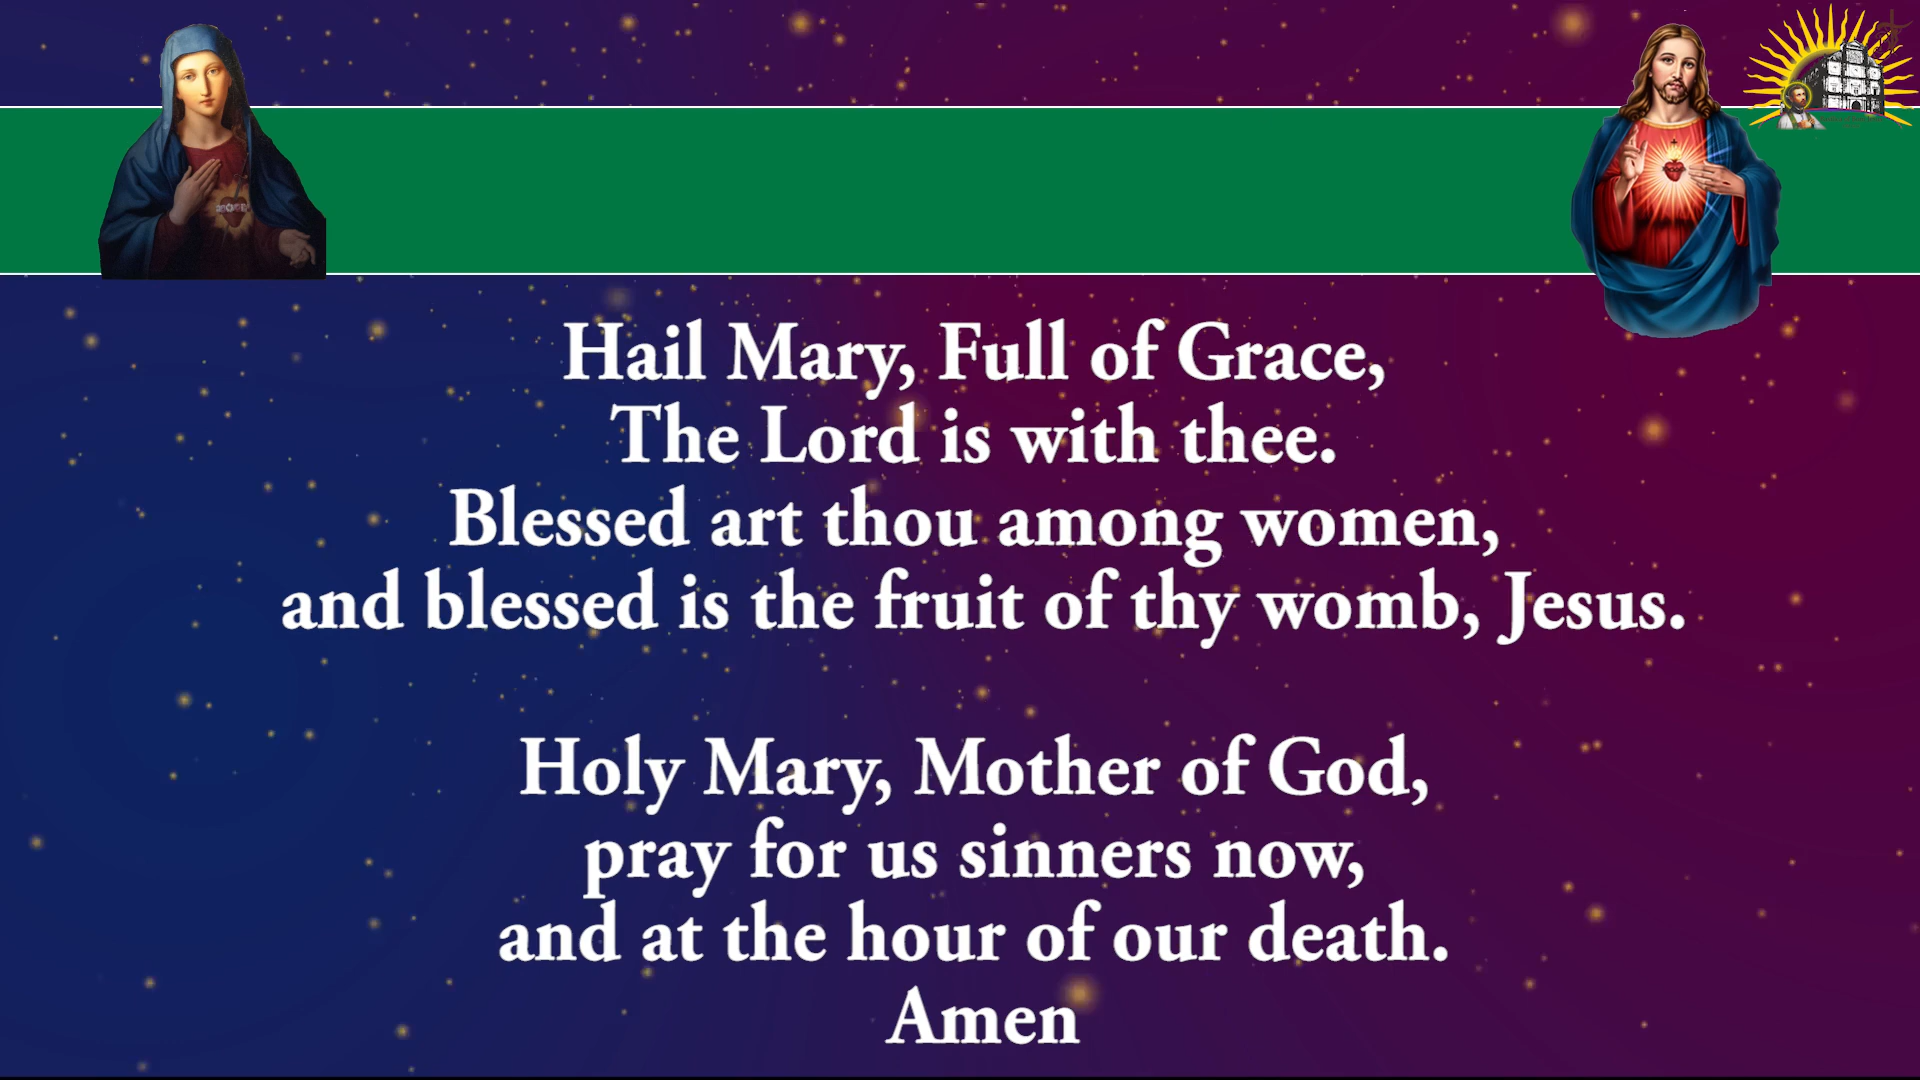 Hail Mary, Full of Grace,
The Lord is with thee.
Blessed art thou among women,
and blessed is the fruit of thy womb, Jesus.
Holy Mary, Mother of God,
pray for us sinners now,
and at the hour of our death.
Amen